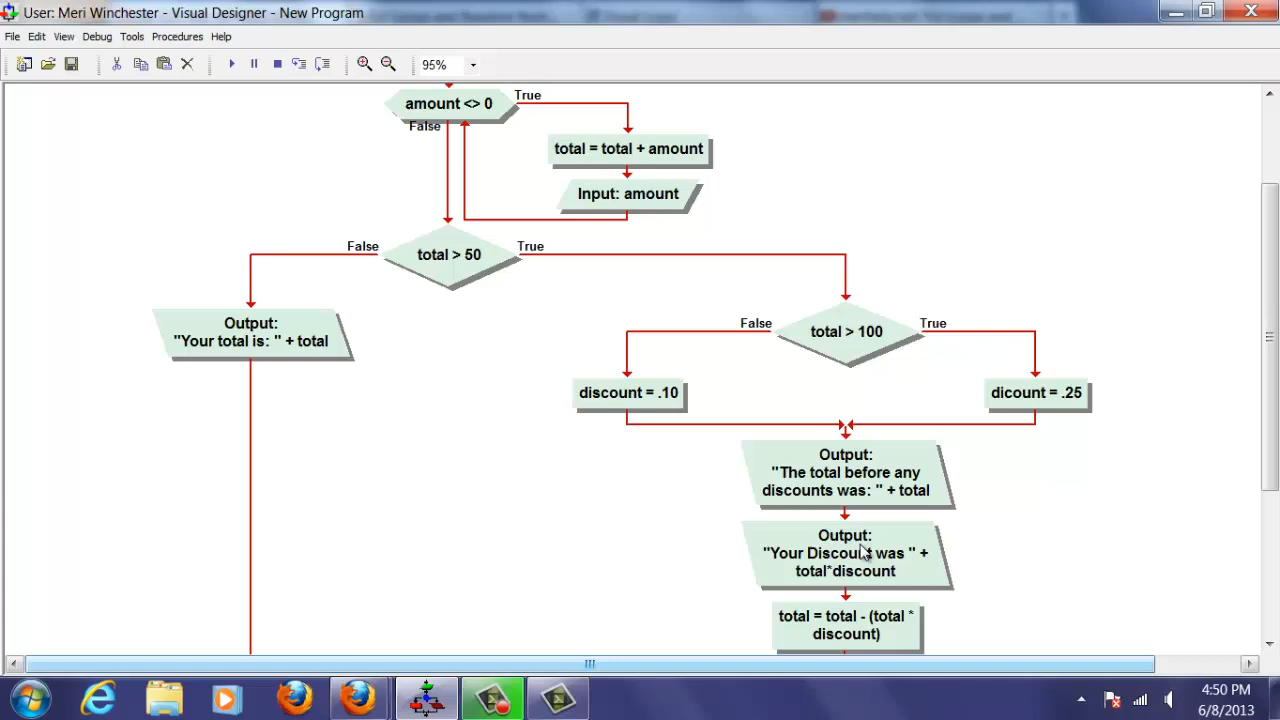 User: Meri Winchester - Visual Designer - New Program
File Edit View Debug Tools Procedures Help
95%
amount <> 0
True
False
total = total + amount
Input: amount
False
total > 50
True
Output:
"Your total is: " + total
False
total > 100
True
discount = .10
dicount = .25
Output:
"The total before any
discounts was: " + total
Output:
"Your Discount was " +
total*discount
total = total - (total *
discount)
4:50 PM
6/8/2013